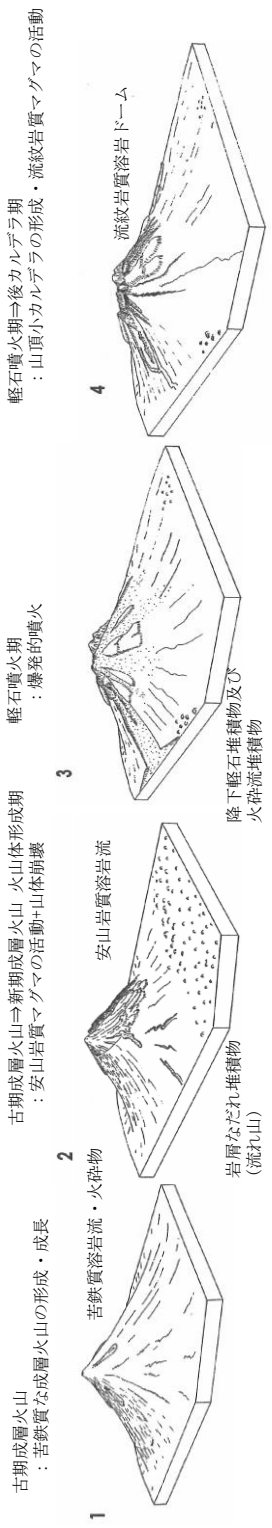 古期成層火山
：苦鉄質な成層火山の形成・成長
1
苦鉄質溶岩流・火砕物
古期成層火山⇒新期成層火山 火山体形成期
：安山岩質マグマの活動+山体崩壊
2
安山岩質溶岩流
岩屑なだれ堆積物
(流れ山)
軽石噴火期
：爆発的噴火
3
降下軽石堆積物及び
火砕流堆積物
軽石噴火期⇒後カルデラ期
：山頂小カルデラの形成・流紋岩質マグマの活動
4
流紋岩質溶岩ドーム